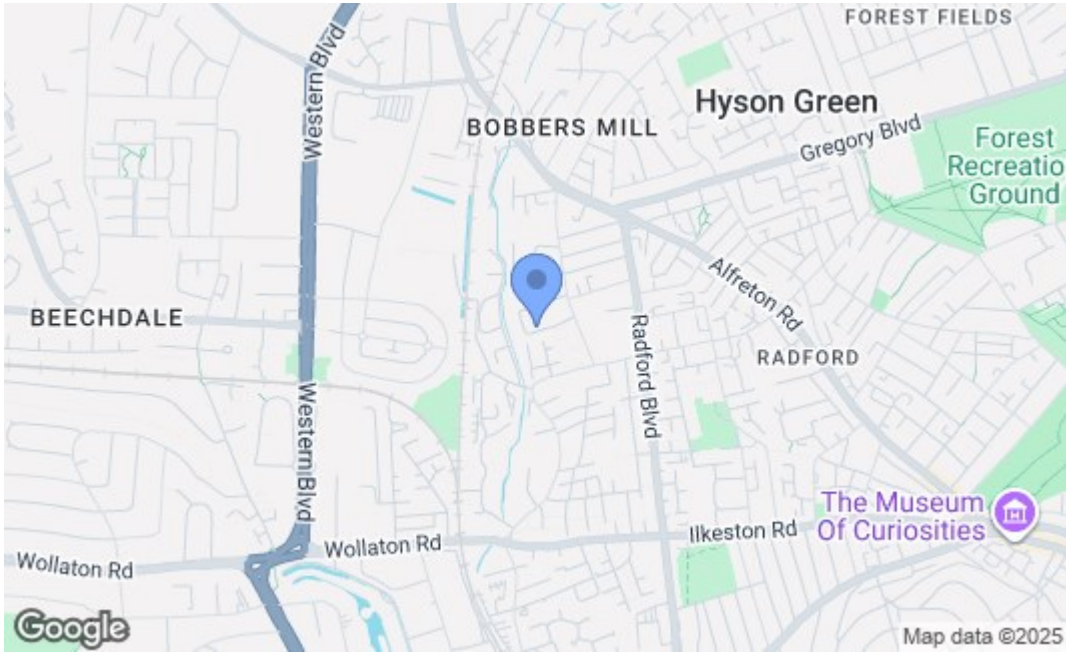 FOREST FIELDS
Western Blvd
Hyson Green
BOBBERS MILL
Gregory Blvd
Forest
Recreatio
Ground
Alfreton Rd
BEECHDALE
Radford Blvd
RADFORD
Western Blvd
The Museum
Of Curiosities
Ilkeston Rd
Wollaton Rd
Wollaton Rd
Google
Map data ©2025